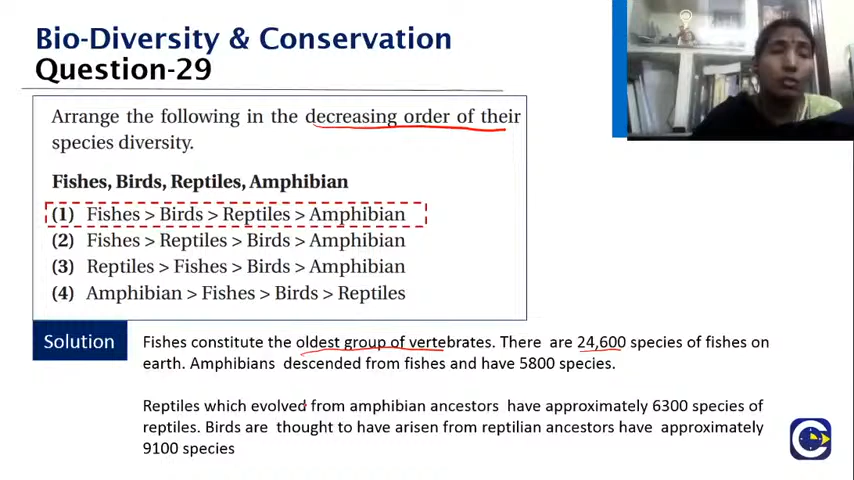 Bio-Diversity & Conservation
Question-29
Arrange the following in the decreasing order of their
species diversity.
Fishes, Birds, Reptiles, Amphibian
(1) Fishes > Birds > Reptiles > Amphibian
(2) Fishes > Reptiles > Birds > Amphibian
(3) Reptiles > Fishes > Birds > Amphibian
(4) Amphibian > Fishes > Birds > Reptiles
Solution
Fishes constitute the oldest group of vertebrates. There are 24,600 species of fishes on
earth. Amphibians descended from fishes and have 5800 species.
Reptiles which evolved from amphibian ancestors have approximately 6300 species of
reptiles. Birds are thought to have arisen from reptilian ancestors have approximately
9100 species